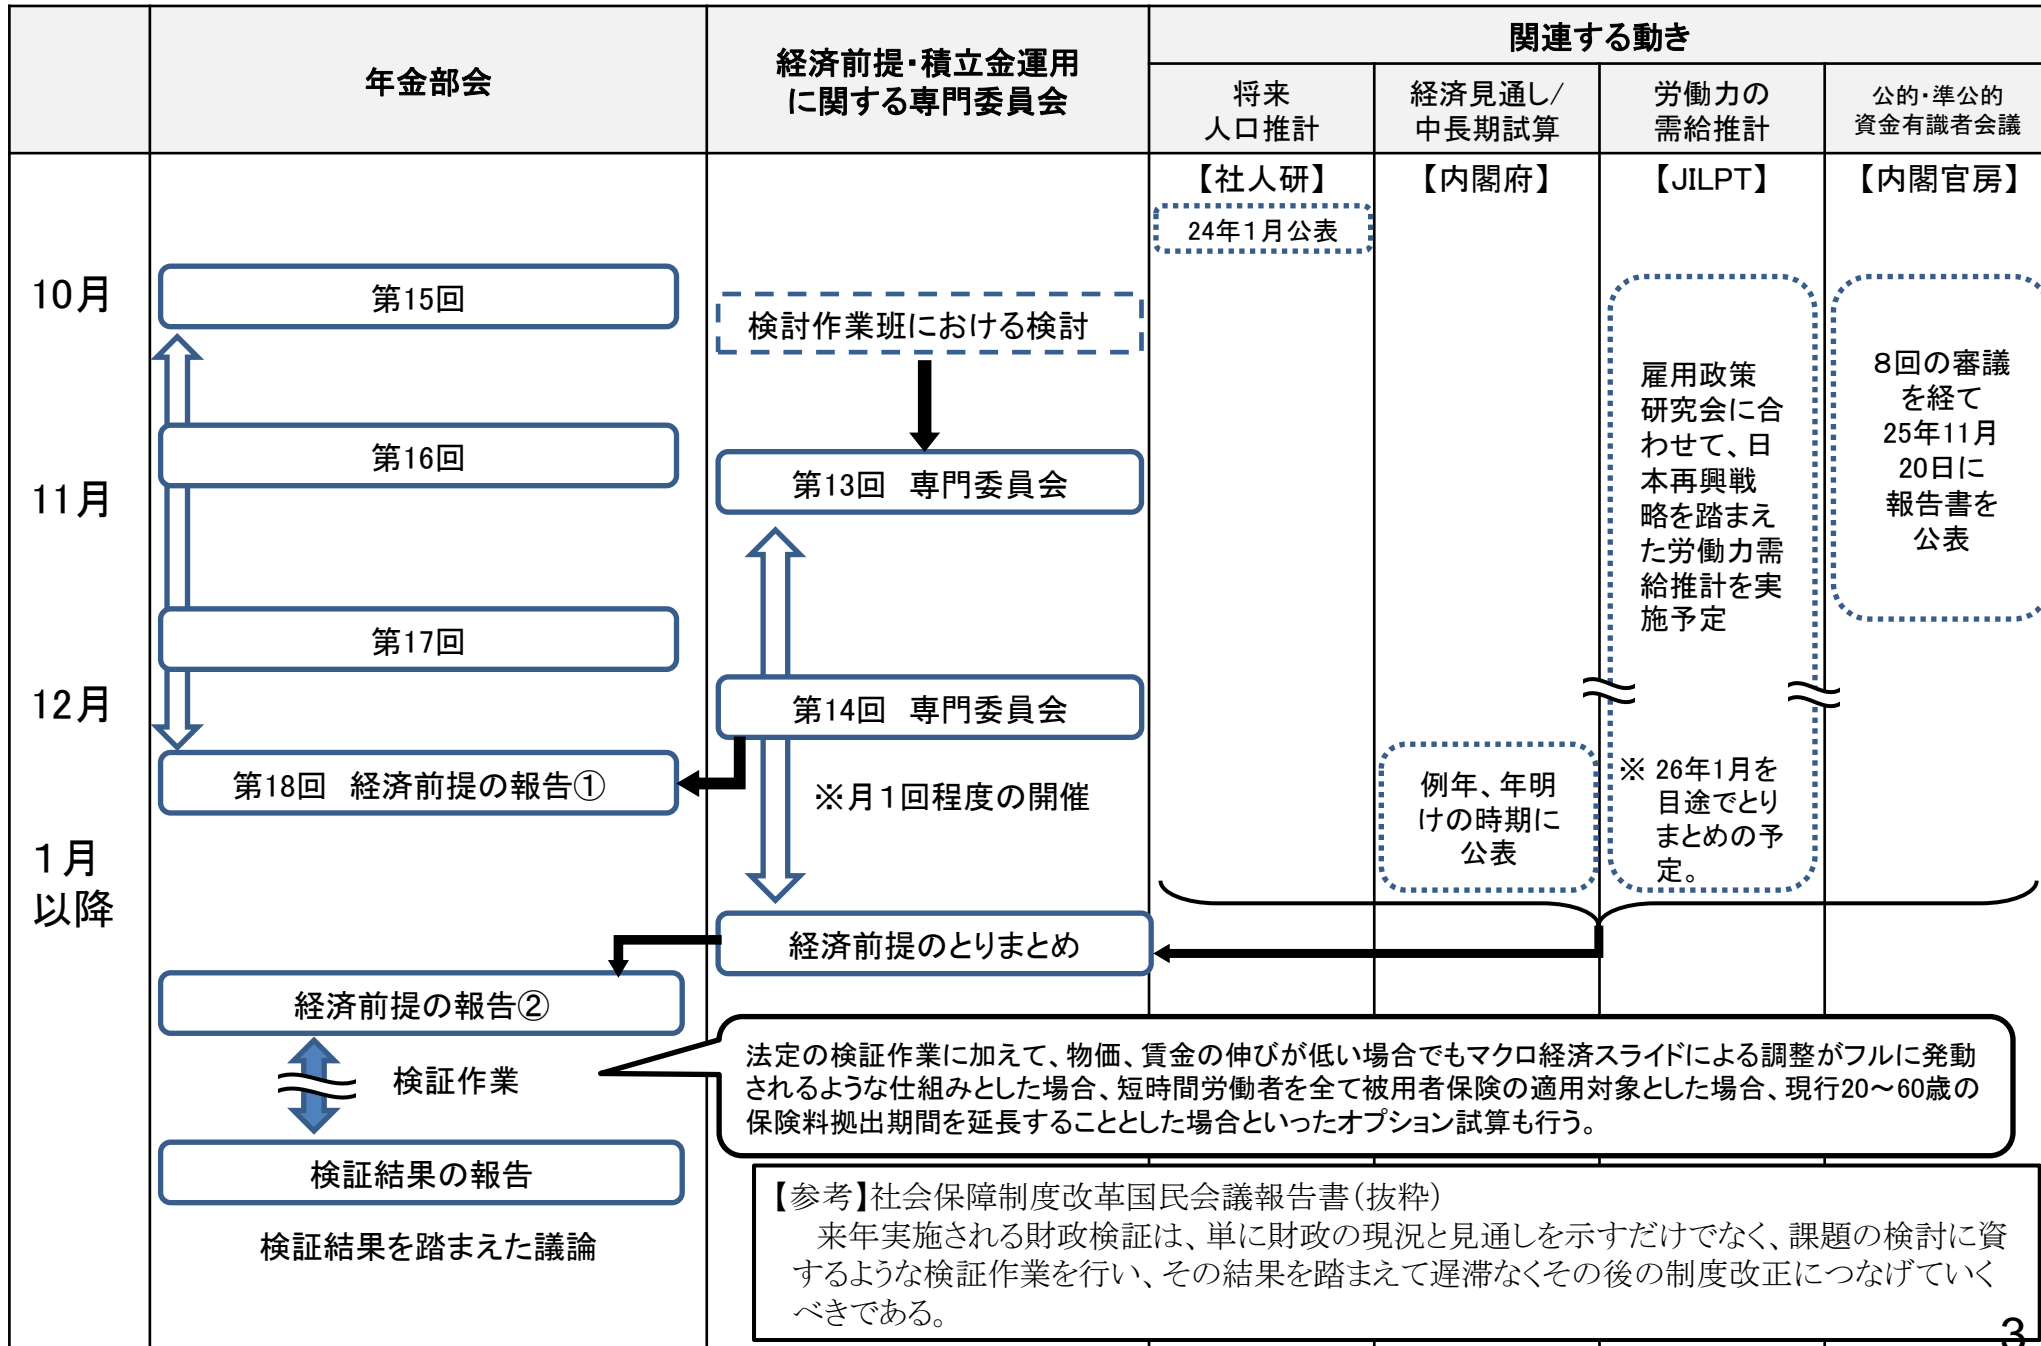 年金部会
経済前提・積立金運用
に関する専門委員会
関連する動き
将来
人口推計
経済見通し/
中長期試算
労働力の
需給推計
公的・準公的
資金有識者会議
【社人研】
【内閣府】
【JILPT】
【内閣官房】
24年１月公表
10月
11月
12月
１月
以降
第15回
第16回
第17回
第18回　経済前提の報告①
経済前提の報告②
検証作業
検証結果の報告
検証結果を踏まえた議論
検討作業班における検討
第13回　専門委員会
第14回　専門委員会
※月１回程度の開催
経済前提のとりまとめ
例年、年明
けの時期に
公表
雇用政策
研究会に合
わせて、日
本再興戦
略を踏まえ
た労働力需
給推計を実
施予定
※ 26年1月を
目途でとり
まとめの予
定。
８回の審議
を経て
25年11月
20日に
報告書を
公表
法定の検証作業に加えて、物価、賃金の伸びが低い場合でもマクロ経済スライドによる調整がフルに発動
されるような仕組みとした場合、短時間労働者を全て被用者保険の適用対象とした場合、現行20～60歳の
保険料拠出期間を延長することとした場合といったオプション試算も行う。
【参考】社会保障制度改革国民会議報告書（抜粋）
来年実施される財政検証は、単に財政の現況と見通しを示すだけでなく、課題の検討に資
するような検証作業を行い、その結果を踏まえて遅滞なくその後の制度改正につなげていく
べきである。
3